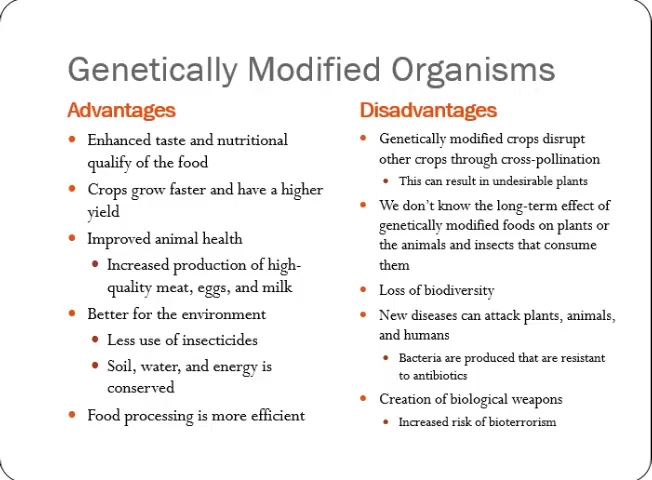 Genetically Modified Organisms
Advantages
• Enhanced taste and nutritional
qualify of the food
• Crops grow faster and have a higher
yield
• Improved animal health
• Increased production of high-
quality meat, eggs, and milk
• Better for the environment
• Less use of insecticides
• Soil, water, and energy is
conserved
• Food processing is more efficient
Disadvantages
• Genetically modified crops disrupt
other crops through cross-pollination
• This can result in undesirable plants
• We don't know the long-term effect of
genetically modified foods on plants or
the animals and insects that consume
them
• Loss of biodiversity
• New diseases can attack plants, animals,
and humans
• Bacteria are produced that are resistant
to antibiotics
• Creation of biological weapons
• Increased risk of bioterrorism